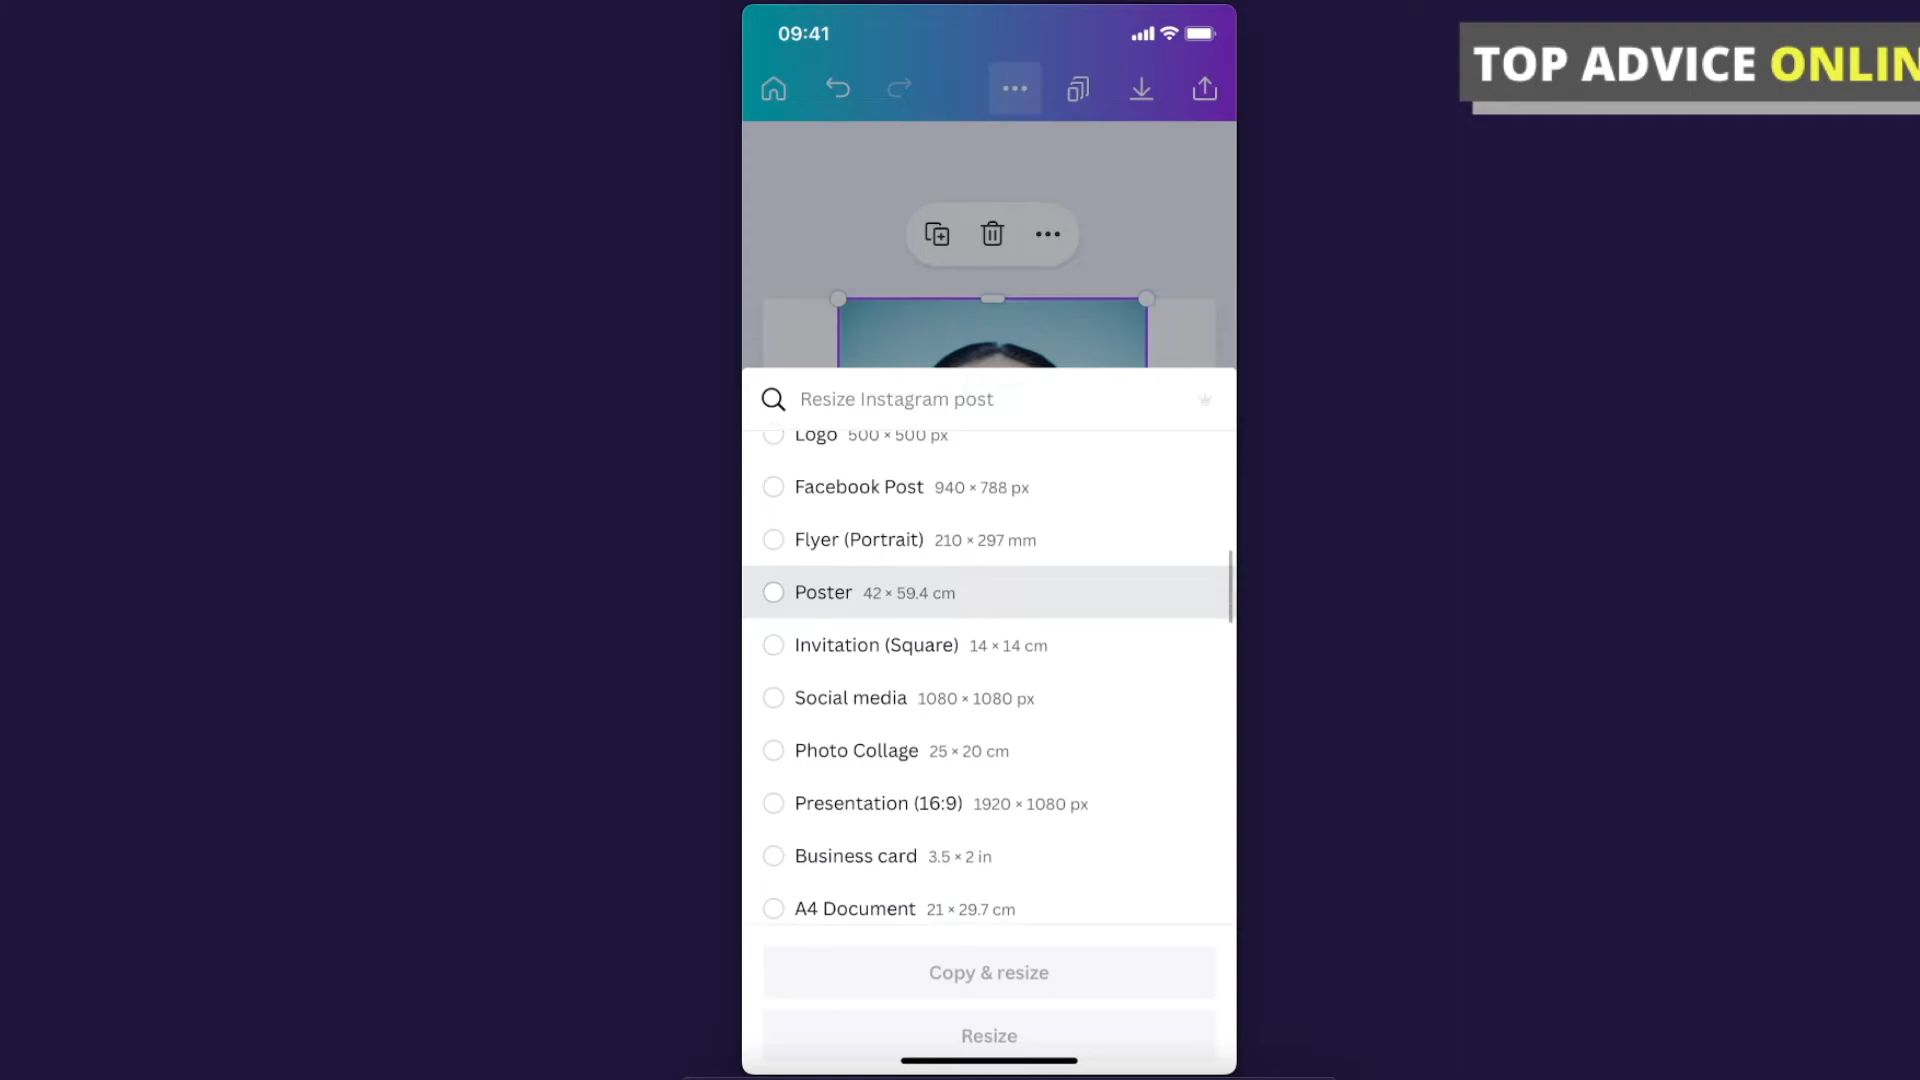 09:41
TOP ADVICE ONLIN
Resize Instagram post
Logo 500 × 500 px
Facebook Post 940 × 788 px
Flyer (Portrait) 210 × 297 mm
Poster 42 × 59.4 cm
Invitation (Square) 14 × 14 cm
Social media 1080 × 1080 px
Photo Collage 25 × 20 cm
Presentation (16:9) 1920 × 1080 px
Business card 3.5 × 2 in
A4 Document 21 × 29.7 cm
Copy & resize
Resize